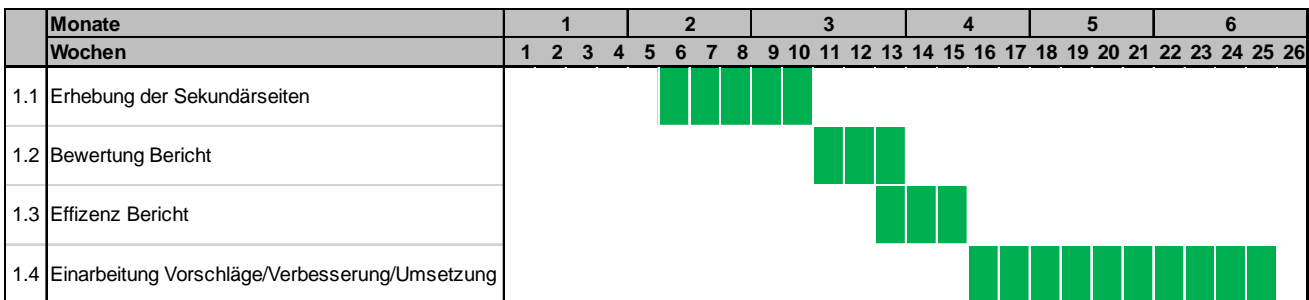 Monate 1 2 3 4 5 6
Wochen 1 2 3 4 5 6 7 8 9 10 11 12 13 14 15 16 17 18 19 20 21 22 23 24 25 26
1.1 Erhebung der Sekundärseiten
1.2 Bewertung Bericht
1.3 Effizenz Bericht
1.4 Einarbeitung Vorschläge/Verbesserung/Umsetzung